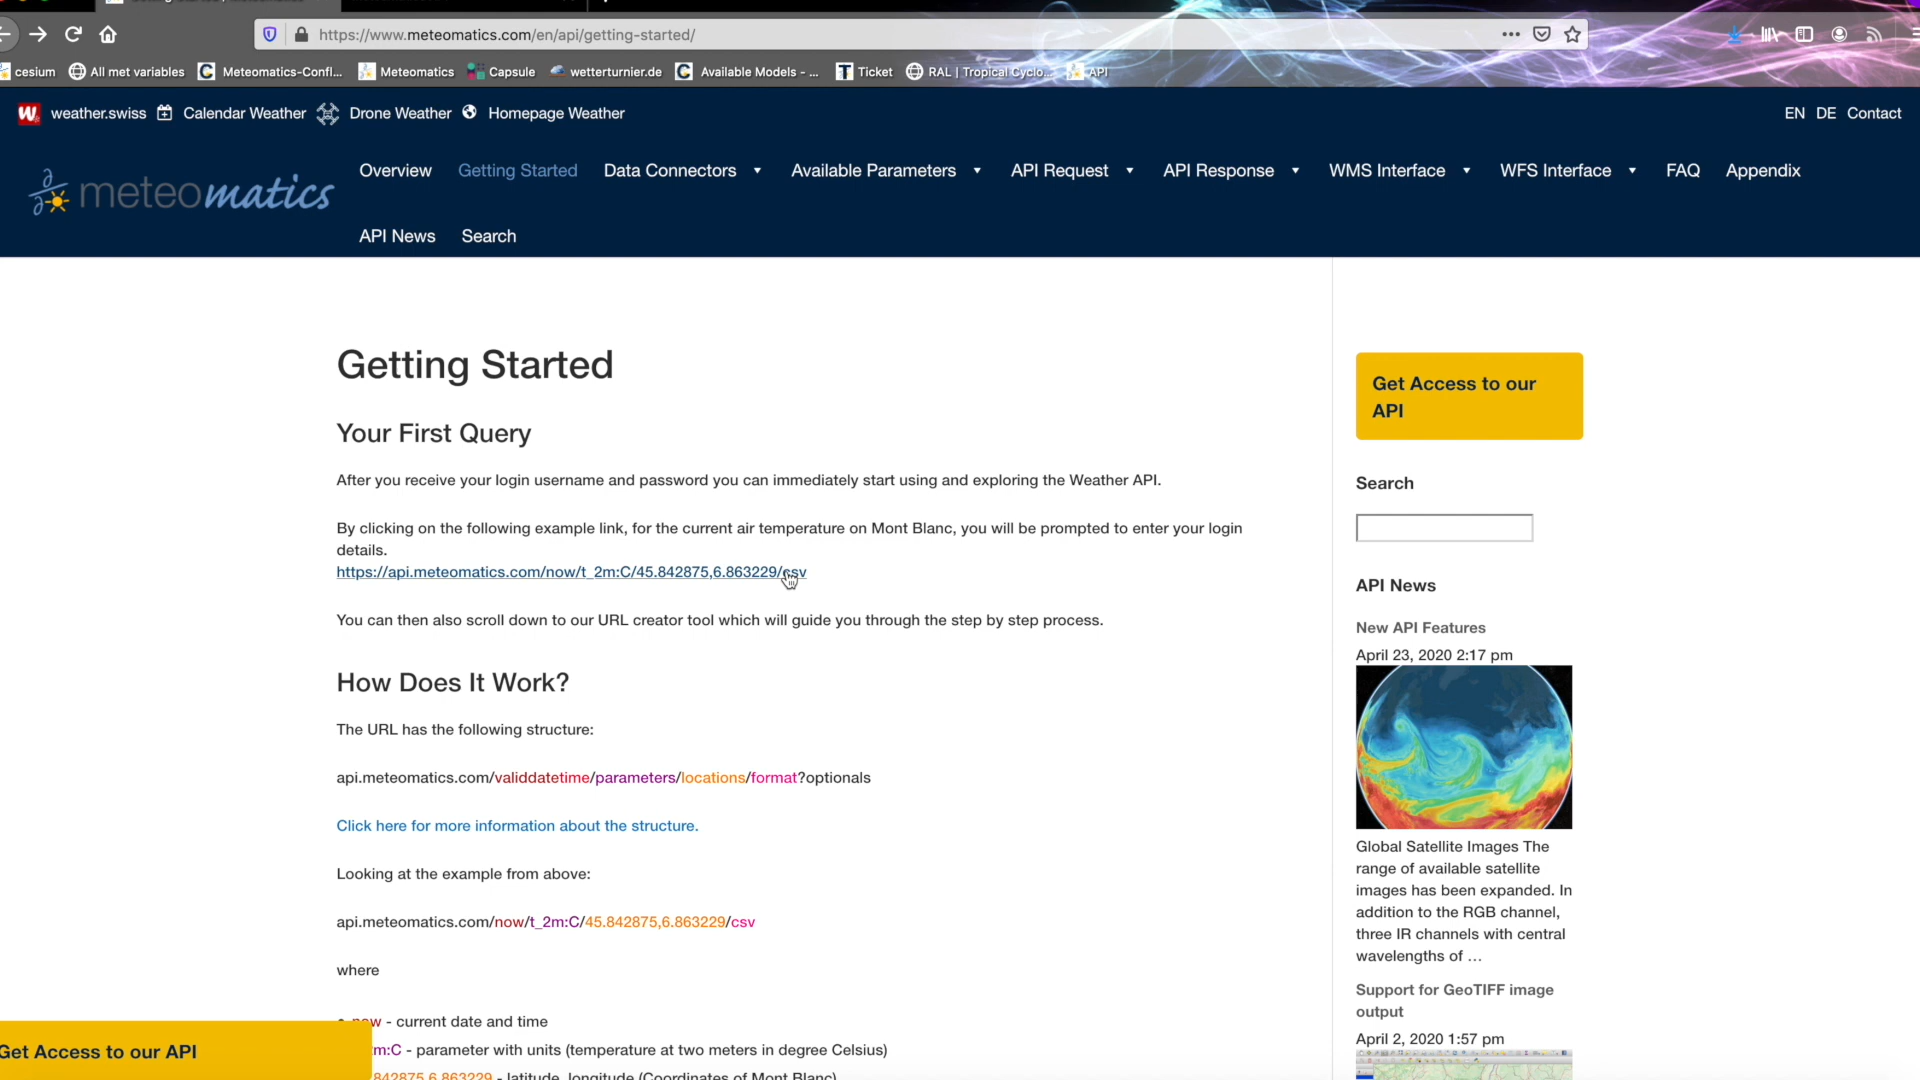 https://www.meteomatics.com/en/api/getting-started/
cesium All met variables Meteomatics-Confl... Meteomatics Capsule wetterturnier.de Available Models - ... Ticket RAL | Tropical Cyclo... API
weather.swiss Calendar Weather Drone Weather Homepage Weather EN DE Contact
meteomatics
Overview Getting Started Data Connectors Available Parameters API Request API Response WMS Interface WFS Interface FAQ Appendix
API News Search
Getting Started
Your First Query
After you receive your login username and password you can immediately start using and exploring the Weather API.
By clicking on the following example link, for the current air temperature on Mont Blanc, you will be prompted to enter your login
details.
https://api.meteomatics.com/now/t_2m:C/45.842875,6.863229/csv
You can then also scroll down to our URL creator tool which will guide you through the step by step process.
How Does It Work?
The URL has the following structure:
api.meteomatics.com/validdatetime/parameters/locations/format?optionals
Click here for more information about the structure.
Looking at the example from above:
api.meteomatics.com/now/t_2m:C/45.842875,6.863229/csv
where
now - current date and time
m:C - parameter with units (temperature at two meters in degree Celsius)
842875,6.863229 - latitude, longitude (Coordinates of Mont Blanc)
Get Access to our API
Get Access to our
API
Search
API News
New API Features
April 23, 2020 2:17 pm
Global Satellite Images The
range of available satellite
images has been expanded. In
addition to the RGB channel,
three IR channels with central
wavelengths of ...
Support for GeoTIFF image
output
April 2, 2020 1:57 pm